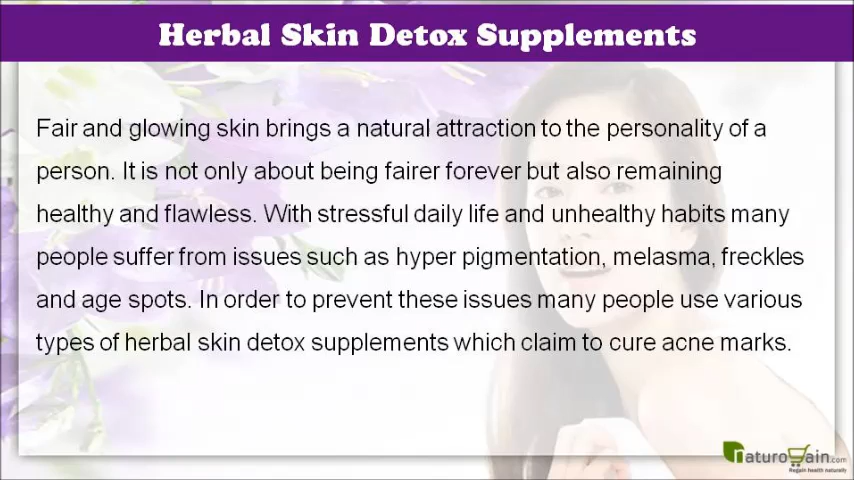 Herbal Skin Detox Supplements
Fair and glowing skin brings a natural attraction to the personality of a
person. It is not only about being fairer forever but also remaining
healthy and flawless. With stressful daily life and unhealthy habits many
people suffer from issues such as hyper pigmentation, melasma, freckles
and age spots. In order to prevent these issues many people use various
types of herbal skin detox supplements which claim to cure acne marks.
naturogain.com
Regain health naturally